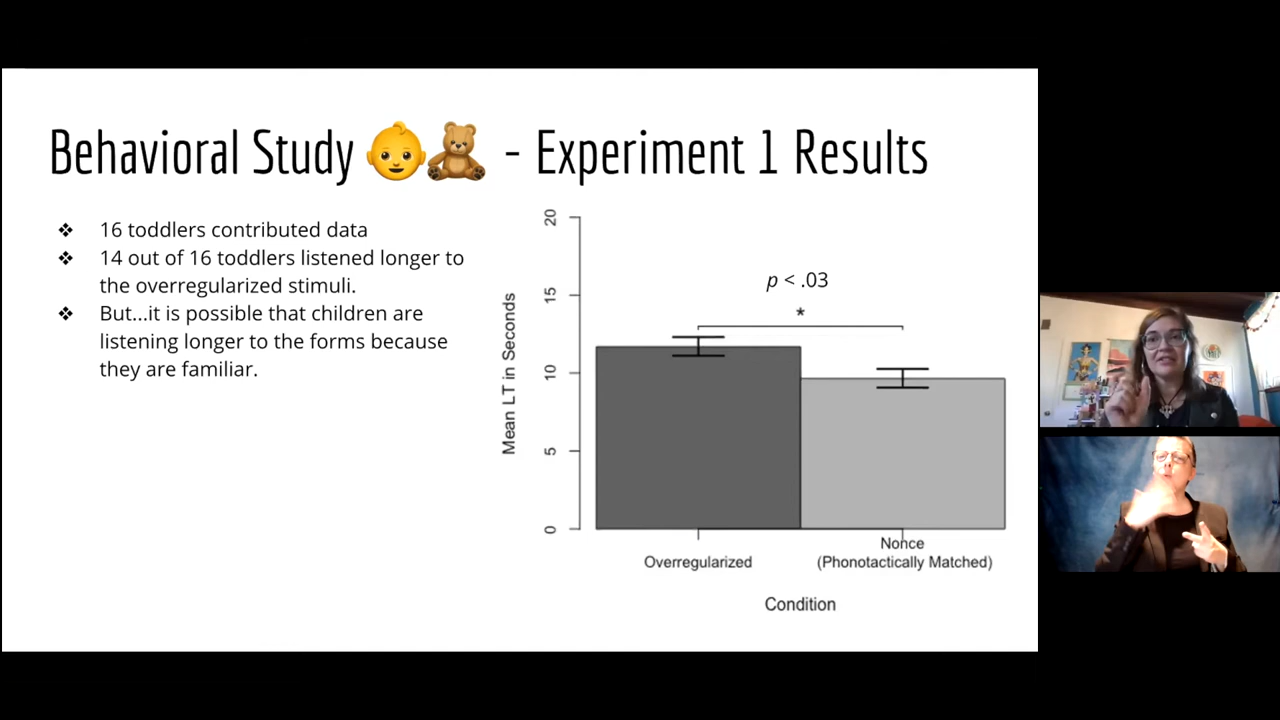 Behavioral Study 👶🧸 - Experiment 1 Results
❖ 16 toddlers contributed data
❖ 14 out of 16 toddlers listened longer to
the overregularized stimuli.
❖ But...it is possible that children are
listening longer to the forms because
they are familiar.
Mean LT in Seconds
20
15
10
5
0
p < .03
*
Overregularized
Nonce
(Phonotactically Matched)
Condition